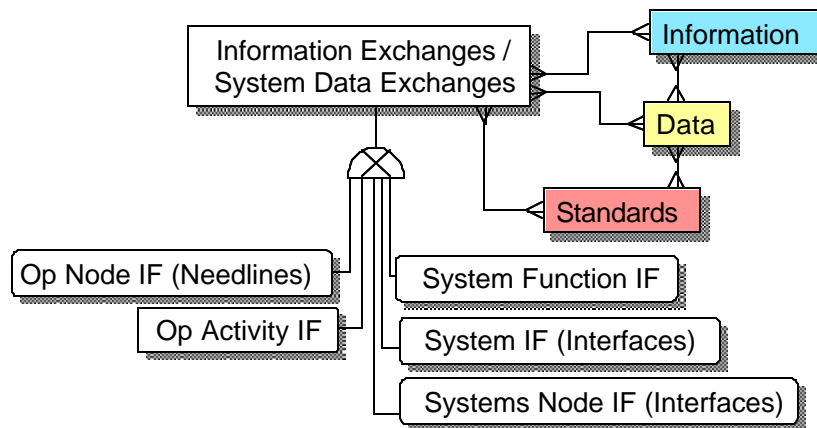 Information Exchanges /
System Data Exchanges
Information
Data
Standards
Op Node IF (Needlines)
System Function IF
Op Activity IF
System IF (Interfaces)
Systems Node IF (Interfaces)